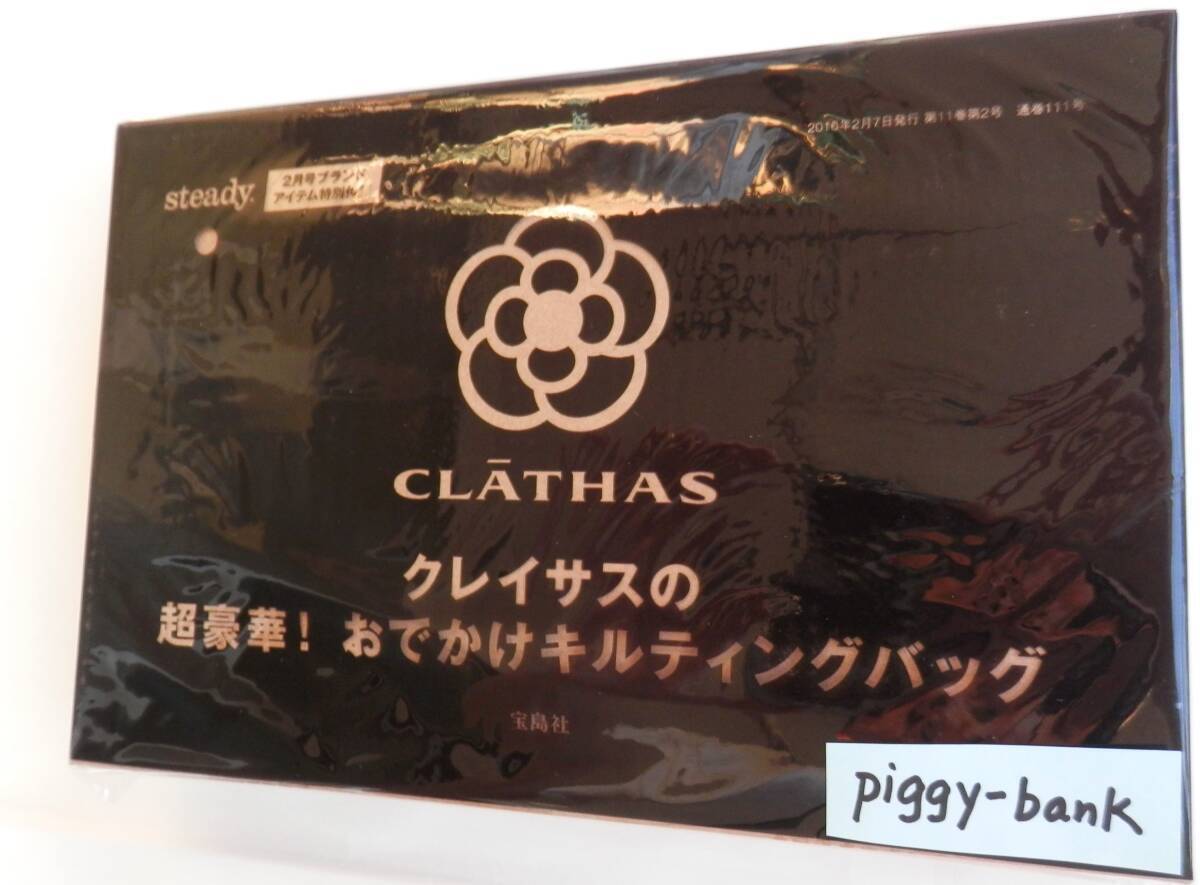 2016年2月7日発行 第11巻第2号 通巻111号
steady.
2月号ブランド
アイテム特別付録
CLĀTHAS
クレイサスの
超豪華！おでかけキルティングバッグ
宝島社
piggy-bank